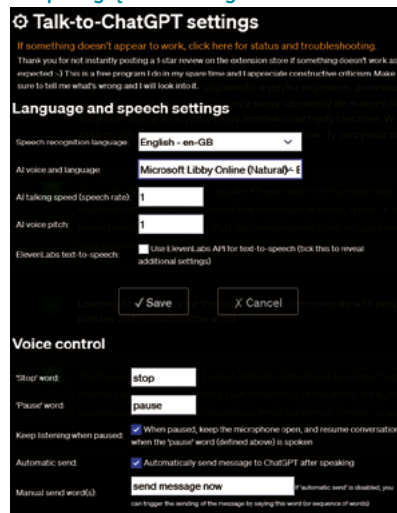 Talk-to-ChatGPT settings
If something doesn't appear to work, click here for status and troubleshooting.
Thank you for not instantly posting a 1-star review on the extension store if something doesn't work as
expected :-) This is a free program I do in my spare time and I appreciate constructive criticism. Make
sure to tell me what's wrong and I will look into it.
Language and speech settings
Speech recognition language: English - en-GB
AI voice and language: Microsoft Libby Online (Natural) - E
AI talking speed (speech rate): 1
AI voice pitch: 1
ElevenLabs text-to-speech: Use ElevenLabs API for text-to-speech (tick this to reveal
additional settings)
✓ Save X Cancel
Voice control
'Stop' word: stop
'Pause' word: pause
Keep listening when paused: When paused, keep the microphone open, and resume conversation
when the 'pause' word (defined above) is spoken
Automatic send: Automatically send message to ChatGPT after speaking
Manual send word(s): send message now If 'automatic send' is disabled, you
can trigger the sending of the message by saying this word (or sequence of words)